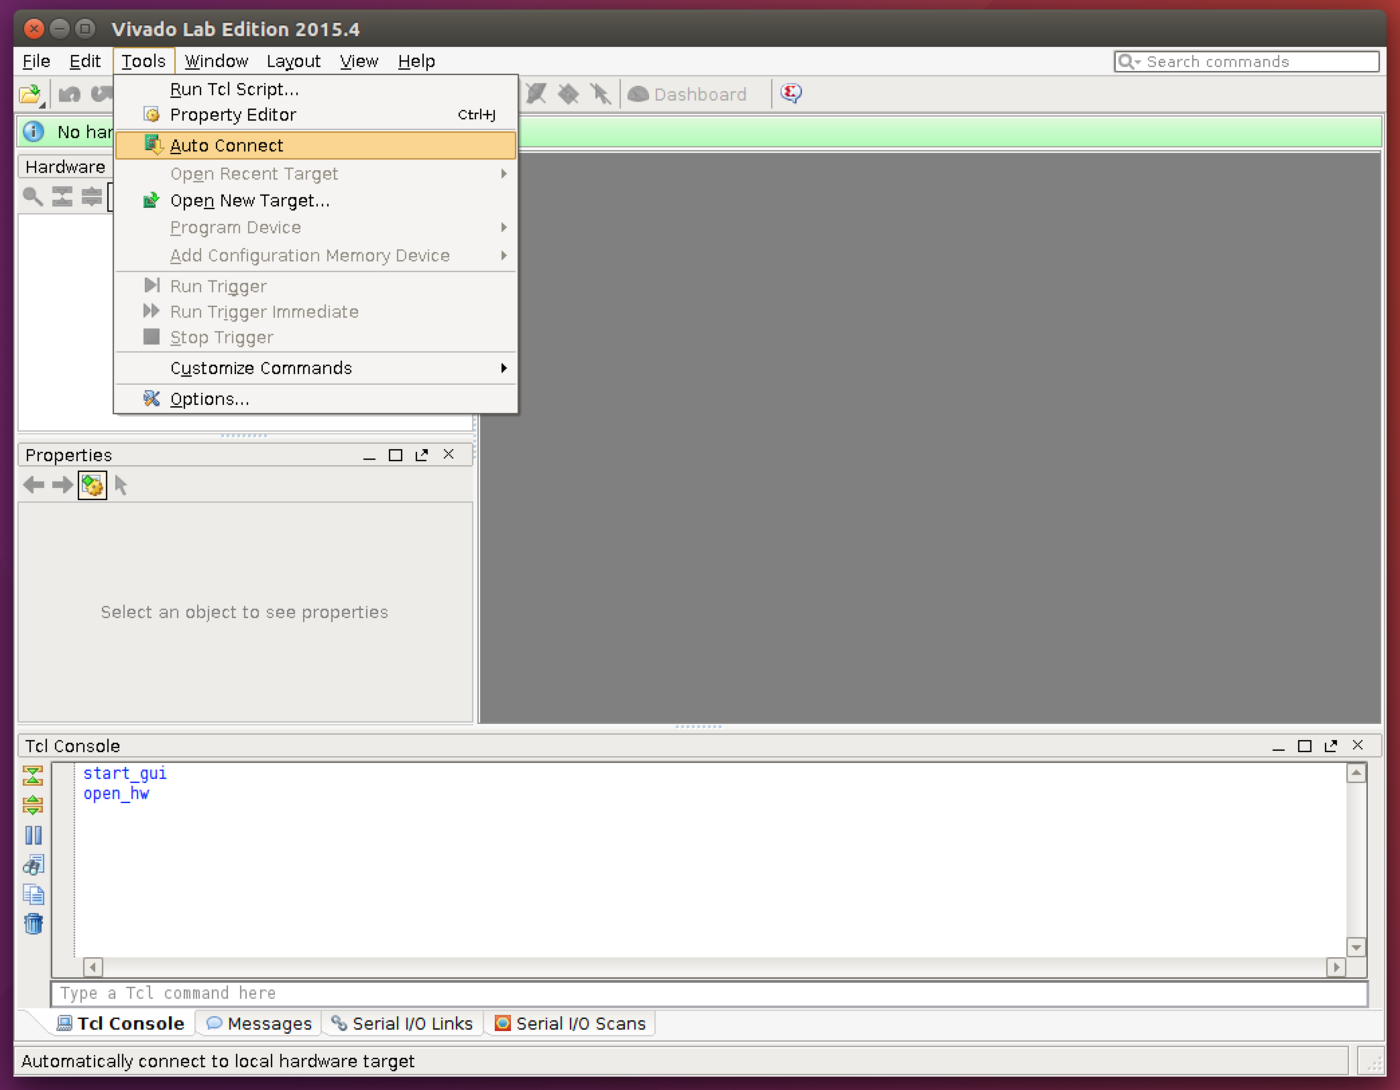 Vivado Lab Edition 2015.4
File Edit Tools Window Layout View Help
Search commands
Dashboard
No har
Run Tcl Script...
Property Editor Ctrl+J
Auto Connect
Open Recent Target
Open New Target...
Program Device
Add Configuration Memory Device
Run Trigger
Run Trigger Immediate
Stop Trigger
Customize Commands
Options...
Hardware
Properties
Select an object to see properties
Tcl Console
start_gui
open_hw
Type a Tcl command here
Tcl Console Messages Serial I/O Links Serial I/O Scans
Automatically connect to local hardware target